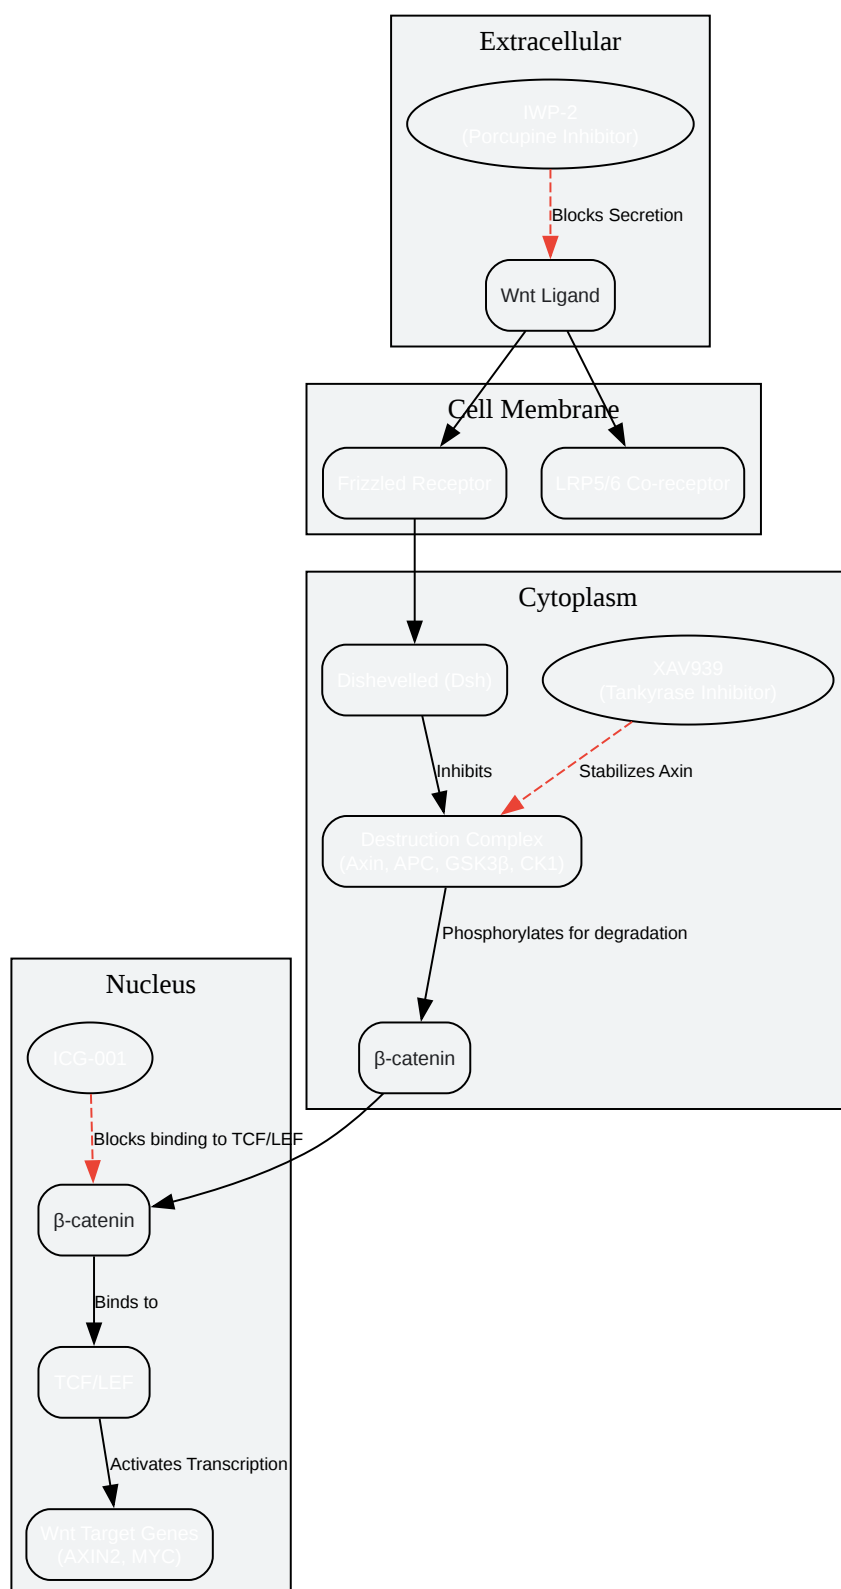 Extracellular
IWP-2
(Porcupine Inhibitor)
Blocks Secretion
Wnt Ligand
Cell Membrane
Frizzled Receptor
LRP5/6 Co-receptor
Cytoplasm
Dishevelled (Dsh)
XAV939
(Tankyrase Inhibitor)
Inhibits
Stabilizes Axin
Destruction Complex
(Axin, APC, GSK3β, CK1)
Phosphorylates for degradation
β-catenin
Nucleus
ICG-001
Blocks binding to TCF/LEF
β-catenin
Binds to
TCF/LEF
Activates Transcription
Wnt Target Genes
(AXIN2, MYC)